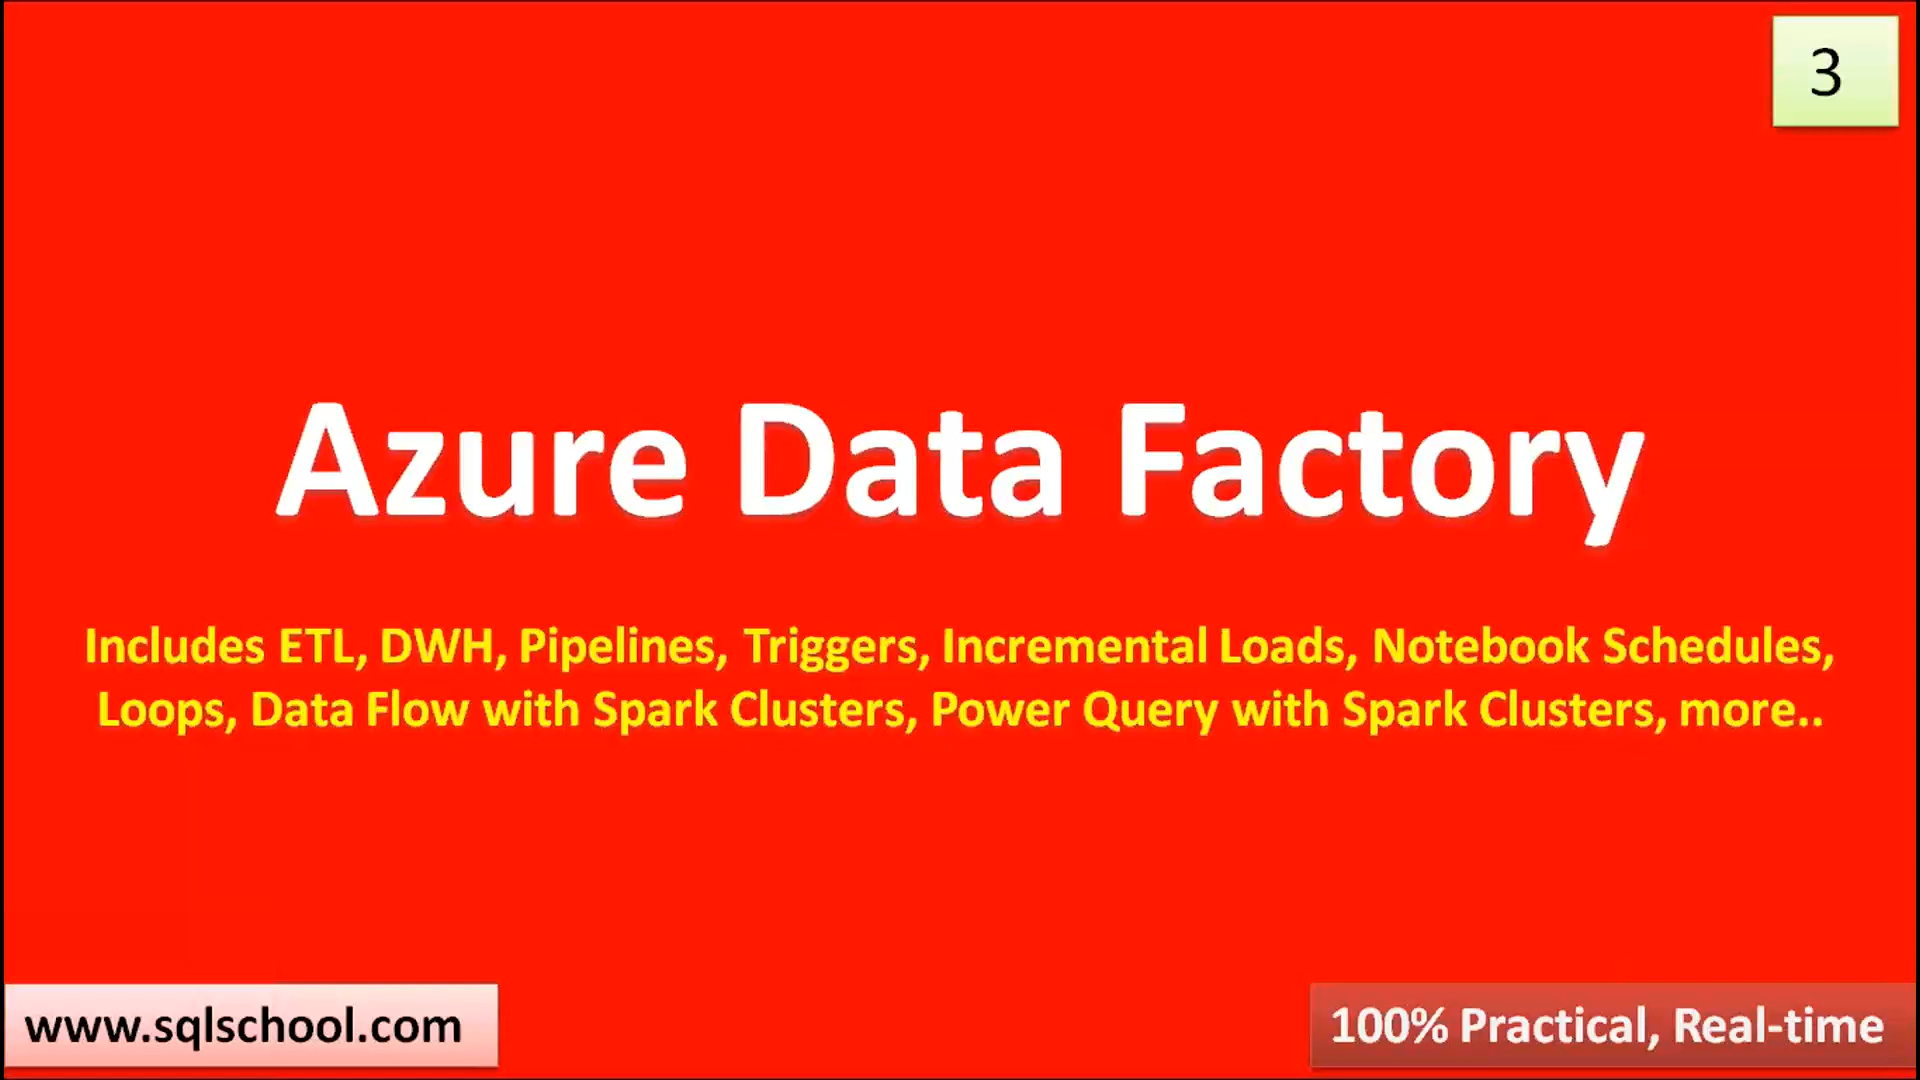 3
Azure Data Factory
Includes ETL, DWH, Pipelines, Triggers, Incremental Loads, Notebook Schedules,
Loops, Data Flow with Spark Clusters, Power Query with Spark Clusters, more..
www.sqlschool.com
100% Practical, Real-time